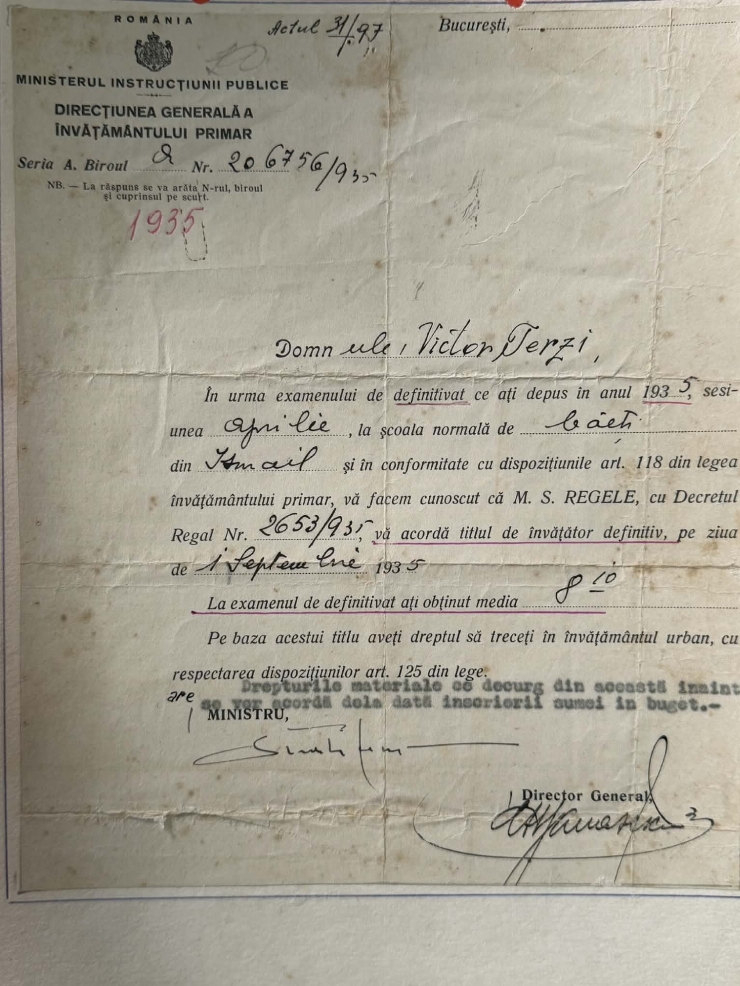 ROMÂNIA
Actul 31/97
București,
MINISTERUL INSTRUCȚIUNII PUBLICE
DIRECȚIUNEA GENERALĂ A
ÎNVĂȚĂMÂNTULUI PRIMAR
Seria A. Biroul Nr. 206756/935
NB. — La răspuns se va arăta N-rul, biroul
și cuprinsul pe scurt.
1935
Domnule, Victor Terzi,
În urma examenului de definitivat ce ați depus în anul 1935, sesi-
unea aprilie, la școala normală de băeți
din Ismail și în conformitate cu dispozițiunile art. 118 din legea
învățământului primar, vă facem cunoscut că M. S. REGELE, cu Decretul
Regal Nr. 2653/935, vă acordă titlul de învățător definitiv, pe ziua
de 1 Septembrie 1935
La examenul de definitivat ați obținut media 8 10
Pe baza acestui titlu aveți dreptul să treceți în învățământul urban, cu
respectarea dispozițiunilor art. 125 din lege.
Drepturile materiale ce decurg din această înaint
are se vor acordă dela dată înscrierii sumei în buget.-
MINISTRU,
Director General,